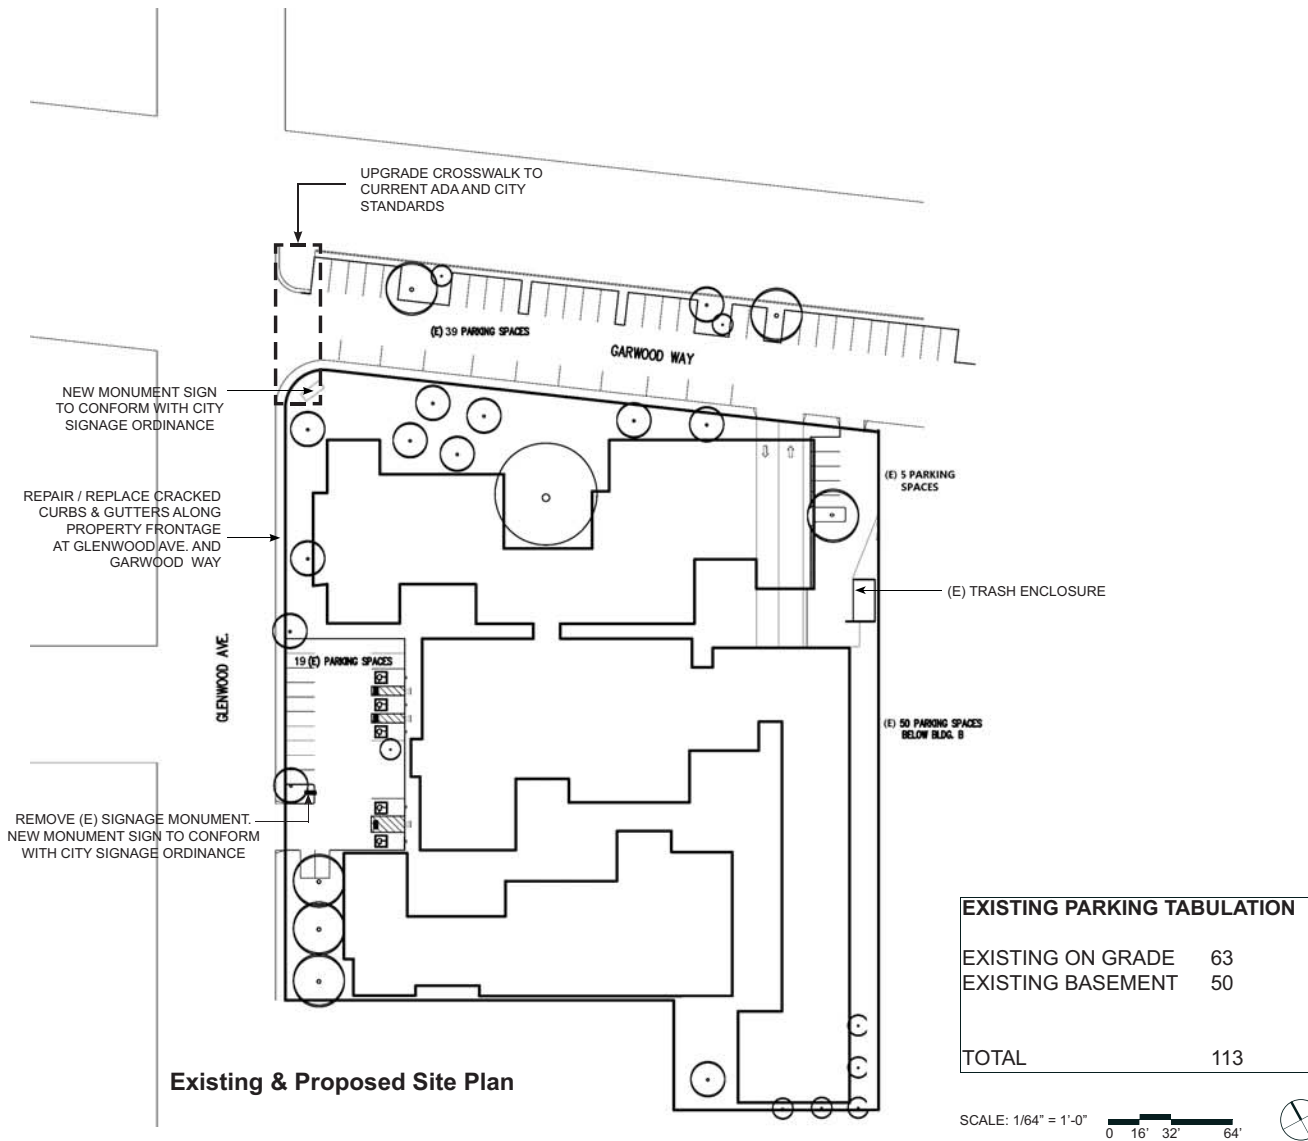 UPGRADE CROSSWALK TO
CURRENT ADA AND CITY
STANDARDS
(E) 39 PARKING SPACES
GARWOOD WAY
NEW MONUMENT SIGN
TO CONFORM WITH CITY
SIGNAGE ORDINANCE
(E) 5 PARKING
SPACES
REPAIR / REPLACE CRACKED
CURBS & GUTTERS ALONG
PROPERTY FRONTAGE
AT GLENWOOD AVE. AND
GARWOOD WAY
(E) TRASH ENCLOSURE
GLENWOOD AVE.
19 (E) PARKING SPACES
(E) 50 PARKING SPACES
BELOW BLDG. B
REMOVE (E) SIGNAGE MONUMENT.
NEW MONUMENT SIGN TO CONFORM
WITH CITY SIGNAGE ORDINANCE
EXISTING PARKING TABULATION
EXISTING ON GRADE 63
EXISTING BASEMENT 50
TOTAL 113
Existing & Proposed Site Plan
SCALE: 1/64" = 1'-0"
0 16' 32' 64'